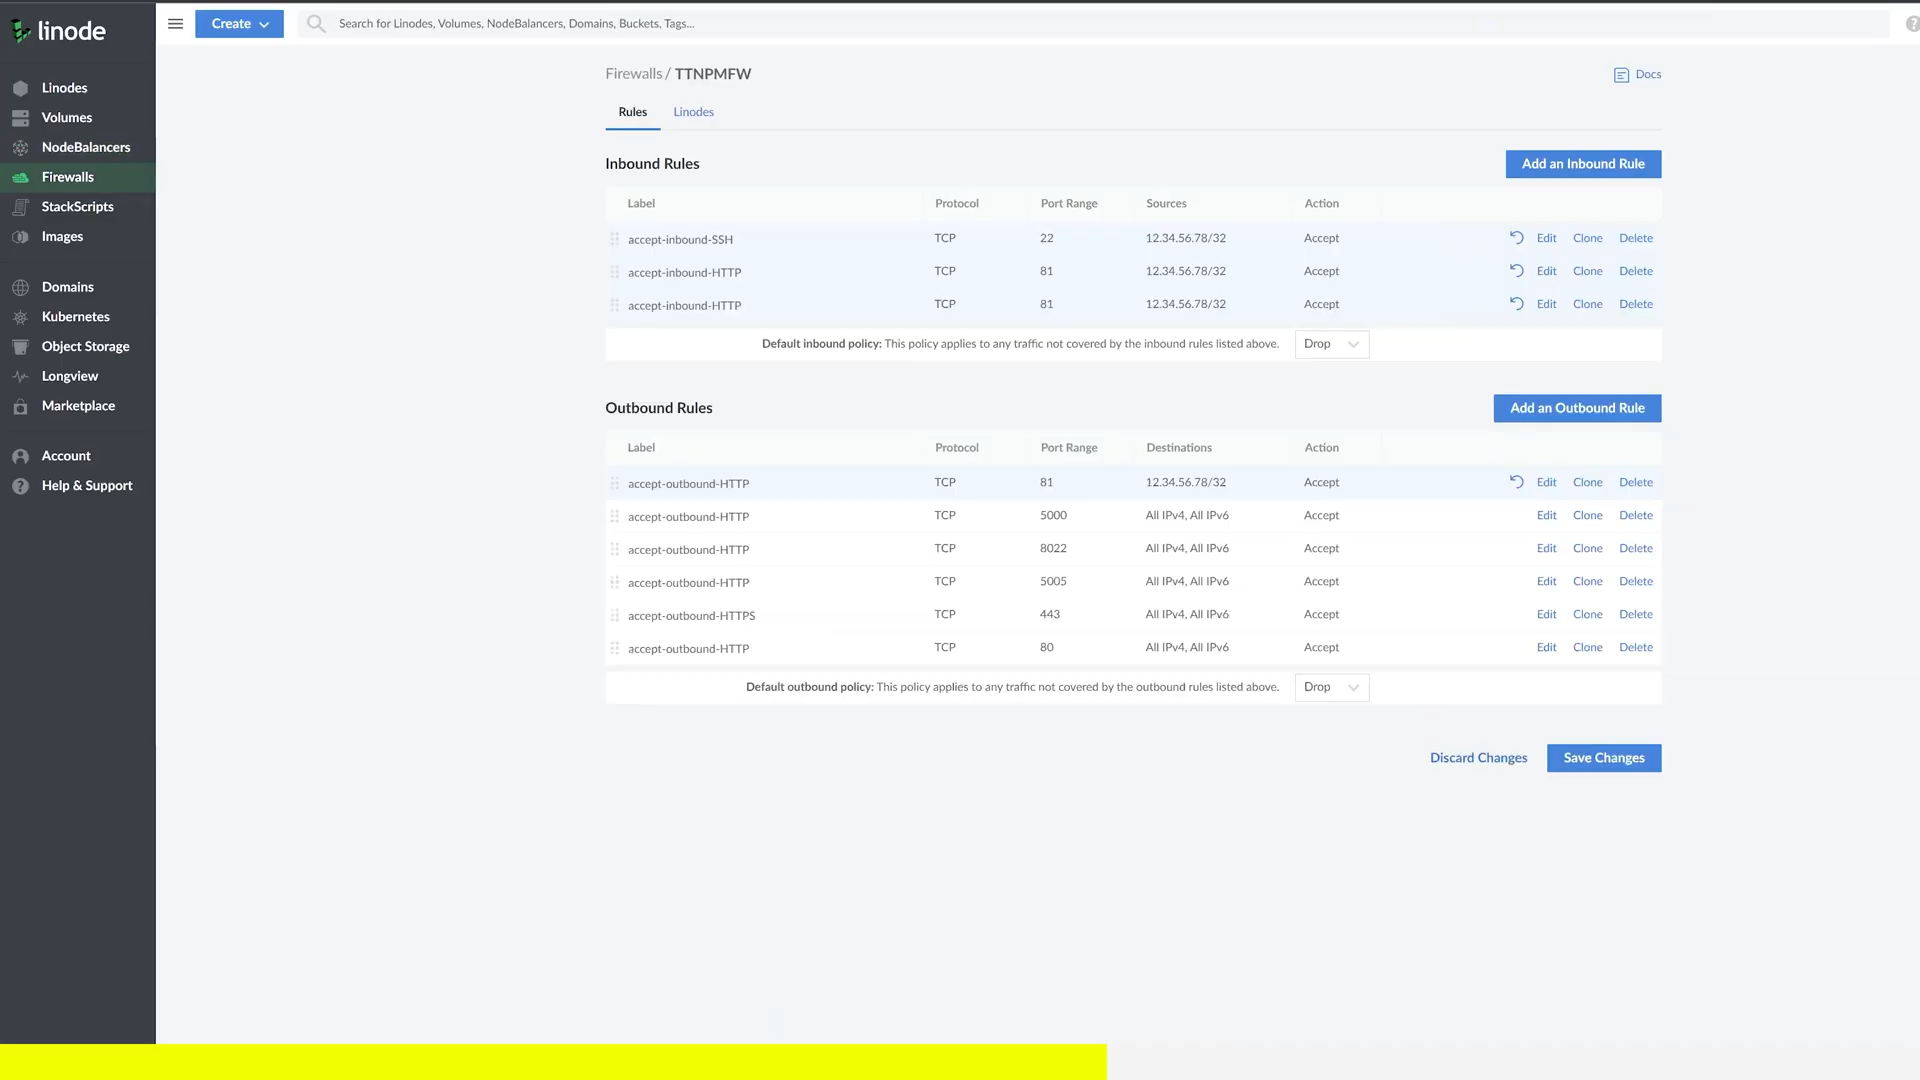 linode
Create
Search for Linodes, Volumes, NodeBalancers, Domains, Buckets, Tags...
?
Linodes
Volumes
NodeBalancers
Firewalls
StackScripts
Images
Domains
Kubernetes
Object Storage
Longview
Marketplace
Account
? Help & Support
Firewalls / TTNPMFW
Docs
Rules Linodes
Inbound Rules
Add an Inbound Rule
Label Protocol Port Range Sources Action
accept-inbound-SSH TCP 22 12.34.56.78/32 Accept Edit Clone Delete
accept-inbound-HTTP TCP 81 12.34.56.78/32 Accept Edit Clone Delete
accept-inbound-HTTP TCP 81 12.34.56.78/32 Accept Edit Clone Delete
Default inbound policy: This policy applies to any traffic not covered by the inbound rules listed above. Drop
Outbound Rules
Add an Outbound Rule
Label Protocol Port Range Destinations Action
accept-outbound-HTTP TCP 81 12.34.56.78/32 Accept Edit Clone Delete
accept-outbound-HTTP TCP 5000 All IPv4, All IPv6 Accept Edit Clone Delete
accept-outbound-HTTP TCP 8022 All IPv4, All IPv6 Accept Edit Clone Delete
accept-outbound-HTTP TCP 5005 All IPv4, All IPv6 Accept Edit Clone Delete
accept-outbound-HTTPS TCP 443 All IPv4, All IPv6 Accept Edit Clone Delete
accept-outbound-HTTP TCP 80 All IPv4, All IPv6 Accept Edit Clone Delete
Default outbound policy: This policy applies to any traffic not covered by the outbound rules listed above. Drop
Discard Changes Save Changes